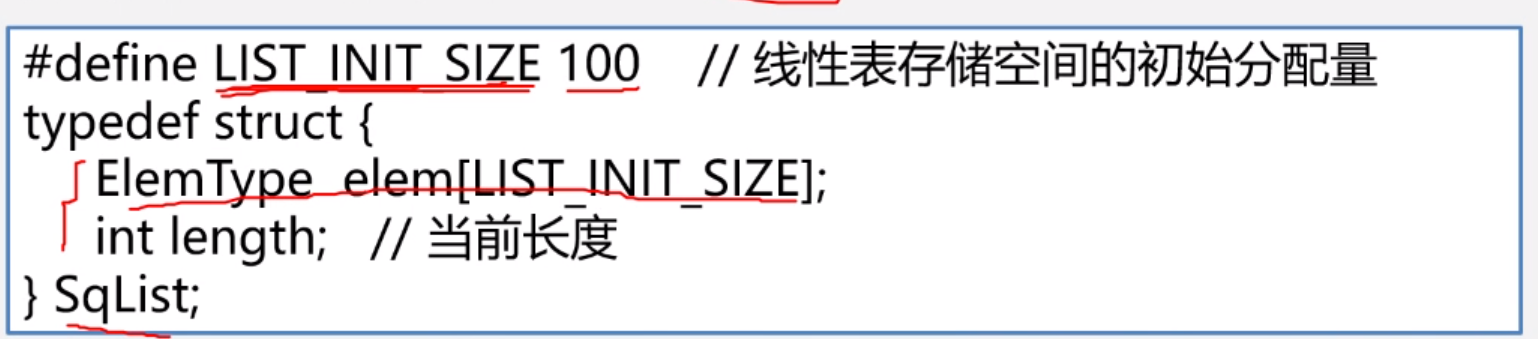 #define LIST_INIT_SIZE 100    // 线性表存储空间的初始分配量
typedef struct {
    ElemType elem[LIST_INIT_SIZE];
    int length;   // 当前长度
} SqList;